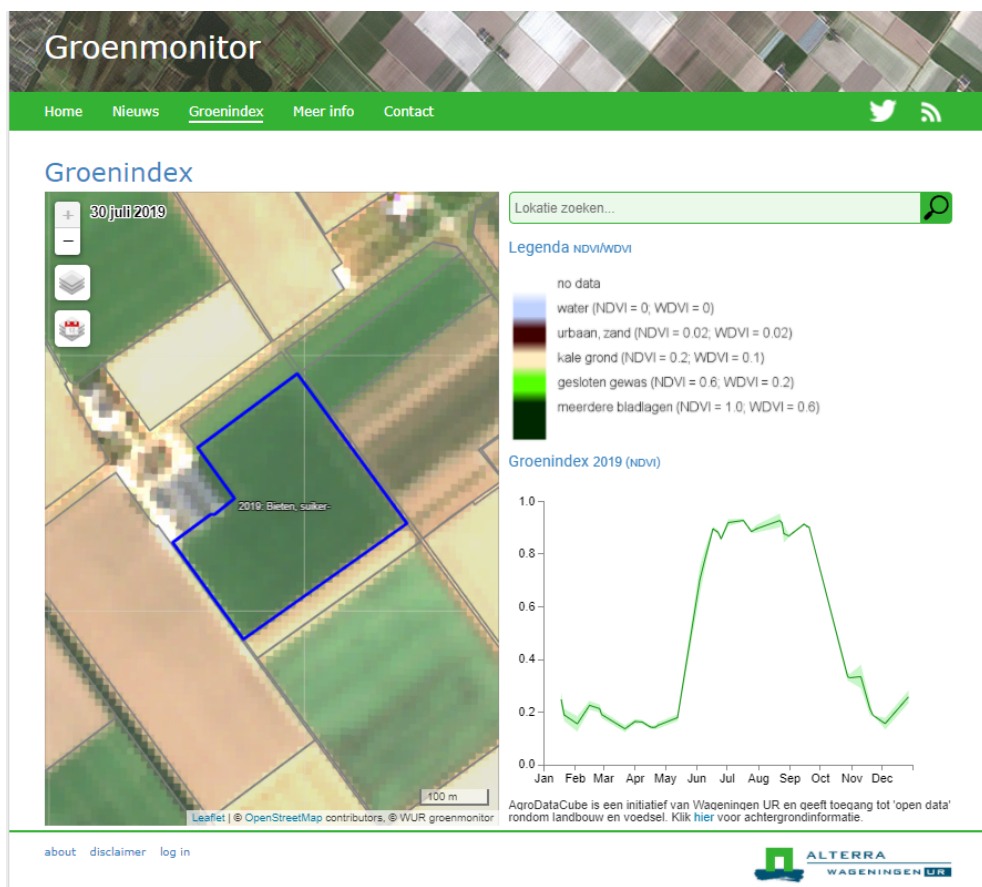 Groenmonitor
Home Nieuws Groenindex Meer info Contact
Groenindex
+
30 juli 2019
−
2019: Bieten, suiker-
100 m
Leaflet | © OpenStreetMap contributors, © WUR groenmonitor
Lokatie zoeken...
Legenda NDVI/WDVI
no data
water (NDVI = 0; WDVI = 0)
urbaan, zand (NDVI = 0.02; WDVI = 0.02)
kale grond (NDVI = 0.2; WDVI = 0.1)
gesloten gewas (NDVI = 0.6; WDVI = 0.2)
meerdere bladlagen (NDVI = 1.0; WDVI = 0.6)
Groenindex 2019 (NDVI)
1.0
0.8
0.6
0.4
0.2
0.0
Jan Feb Mar Apr May Jun Jul Aug Sep Oct Nov Dec
AgroDataCube is een initiatief van Wageningen UR en geeft toegang tot 'open data'
rondom landbouw en voedsel. Klik hier voor achtergrondinformatie.
about disclaimer log in
ALTERRA
WAGENINGEN UR